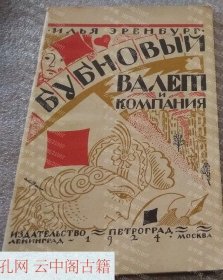 ИЛЬЯ ЭРЕНБУРГ
БУБНОВЫЙ
ВАЛЕТ
И
КОМПАНИЯ
ИЗДАТЕЛЬСТВО ПЕТРОГРАД
ЛЕНИНГРАД - 1924 - МОСКВА
孔网 云中阁古籍